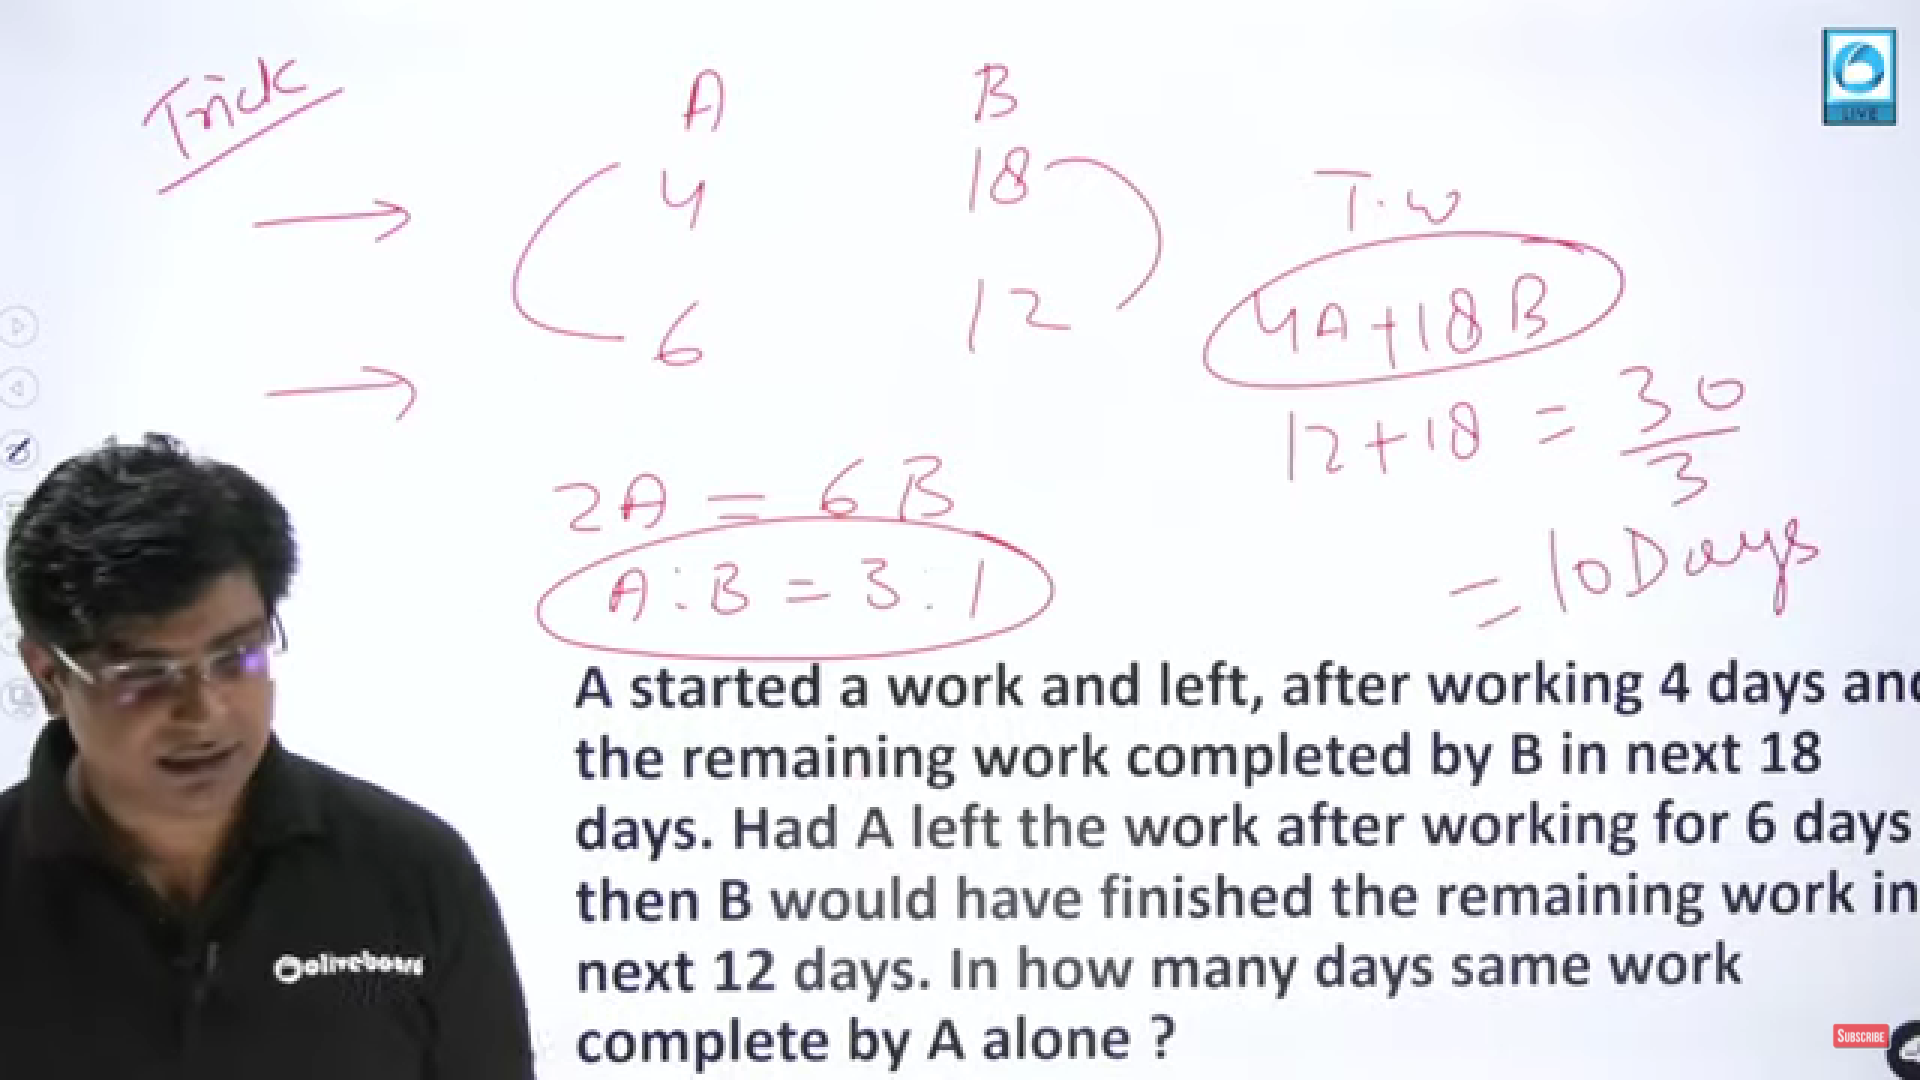 Trick
A B
4 18
6 12
T.W
4A+18B
12+18 = 30
3
= 10 Days
2A = 6B
A:B = 3:1
LIVE
A started a work and left, after working 4 days and
the remaining work completed by B in next 18
days. Had A left the work after working for 6 days
then B would have finished the remaining work in
next 12 days. In how many days same work
complete by A alone ?
oliveboard
SUBSCRIBE